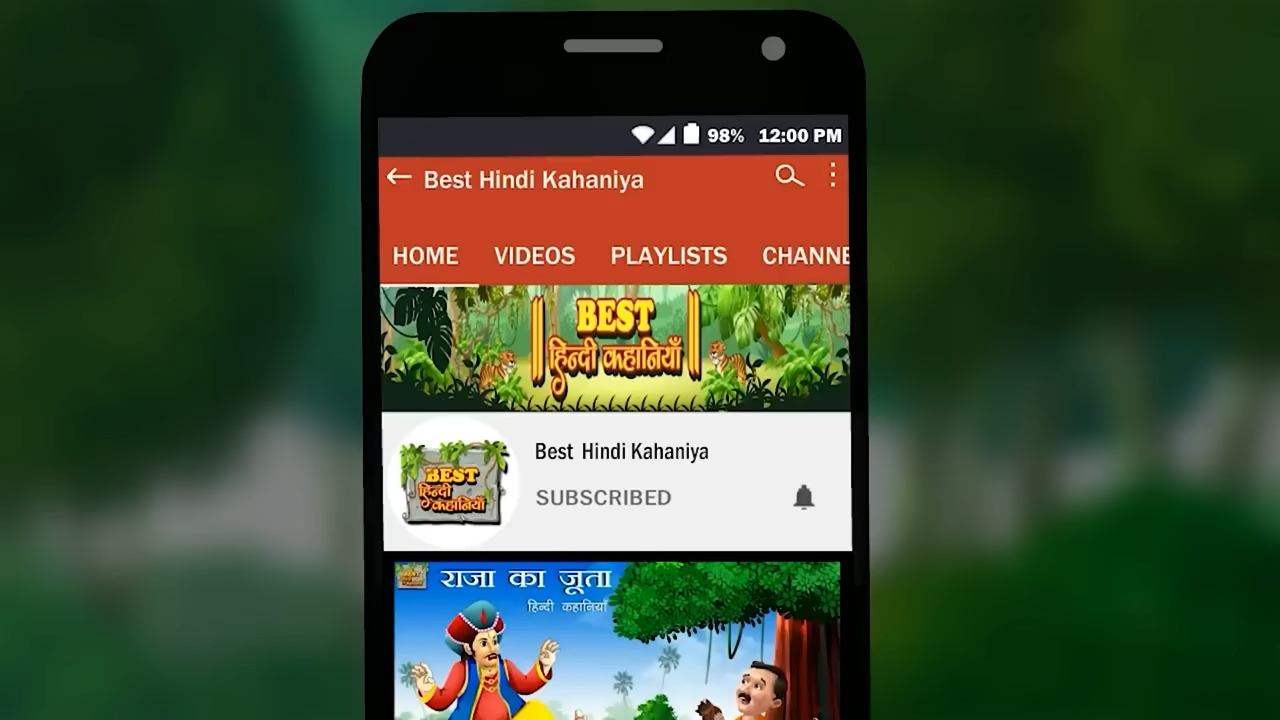 98% 12:00 PM
Best Hindi Kahaniya
HOME VIDEOS PLAYLISTS CHANNE
BEST
हिन्दी कहानियाँ
Best Hindi Kahaniya
BEST
हिन्दी
कहानियाँ
SUBSCRIBED
BEST
राजा का जूता
हिन्दी कहानियाँ